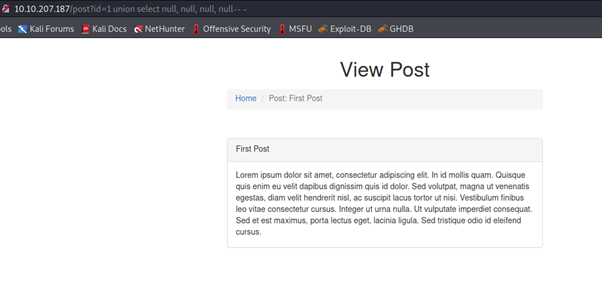 10.10.207.187/post?id=1 union select null, null, null, null-- -
ols Kali Forums Kali Docs NetHunter Offensive Security MSFU Exploit-DB GHDB
View Post
Home / Post: First Post
First Post
Lorem ipsum dolor sit amet, consectetur adipiscing elit. In id mollis quam. Quisque
quis enim eu velit dapibus dignissim quis id dolor. Sed volutpat, magna ut venenatis
egestas, diam velit hendrerit nisl, ac suscipit lacus tortor ut nisi. Vestibulum finibus
leo vitae consectetur cursus. Integer ut urna nulla. Ut vulputate imperdiet consequat.
Sed et est maximus, porta lectus eget, lacinia ligula. Sed tristique odio id eleifend
cursus.